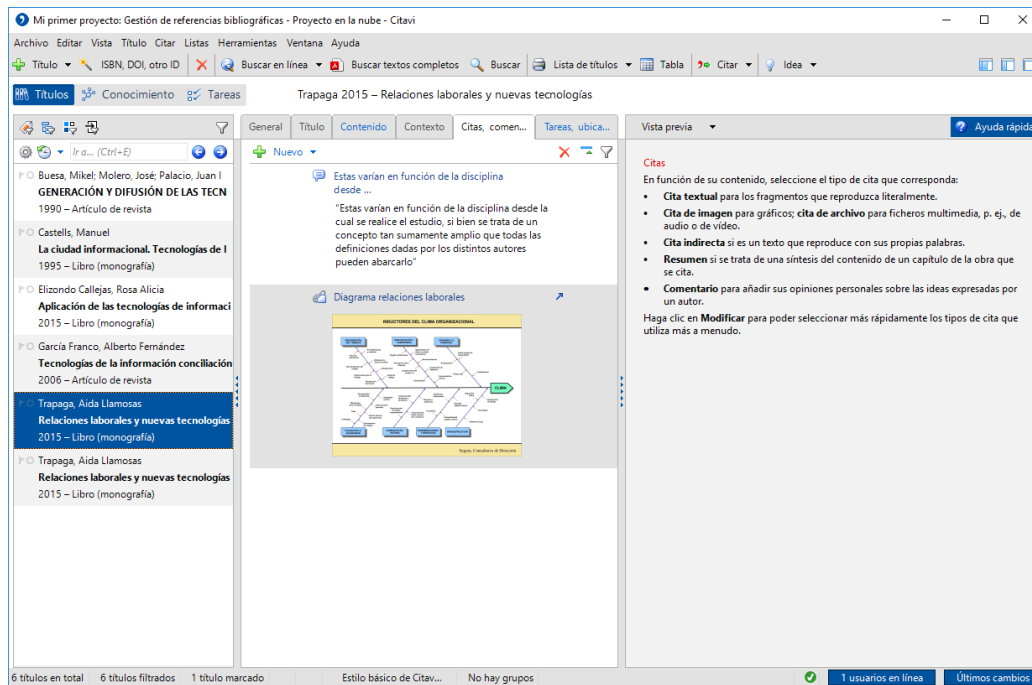 Mi primer proyecto: Gestión de referencias bibliográficas - Proyecto en la nube - Citavi
Archivo Editar Vista Título Citar Listas Herramientas Ventana Ayuda
Título ISBN, DOI, otro ID Buscar en línea Buscar textos completos Buscar Lista de títulos Tabla Citar Idea
Títulos Conocimiento Tareas Trapaga 2015 – Relaciones laborales y nuevas tecnologías
Ir a... (Ctrl+E)
Buesa, Mikel; Molero, José; Palacio, Juan I
GENERACIÓN Y DIFUSIÓN DE LAS TECN
1990 – Artículo de revista
Castells, Manuel
La ciudad informacional. Tecnologías de l
1995 – Libro (monografía)
Elizondo Callejas, Rosa Alicia
Aplicación de las tecnologías de informaci
2015 – Libro (monografía)
García Franco, Alberto Fernández
Tecnologías de la información conciliación
2006 – Artículo de revista
Trapaga, Aida Llamosas
Relaciones laborales y nuevas tecnologías
2015 – Libro (monografía)
Trapaga, Aida Llamosas
Relaciones laborales y nuevas tecnologías
2015 – Libro (monografía)
General Título Contenido Contexto Citas, comen... Tareas, ubica...
Nuevo
Estas varían en función de la disciplina
desde ...
"Estas varían en función de la disciplina desde
cual se realice el estudio, si bien se trata de un
concepto tan sumamente amplio que todas las
definiciones dadas por los distintos autores
pueden abarcarlo"
Diagrama relaciones laborales
INDUCTORES DEL CLIMA ORGANIZACIONAL
CLIMA
Vista previa Ayuda rápida
Citas
En función de su contenido, seleccione el tipo de cita que corresponda:
• Cita textual para los fragmentos que reproduzca literalmente.
• Cita de imagen para gráficos; cita de archivo para ficheros multimedia, p. ej., de
audio o de vídeo.
• Cita indirecta si es un texto que reproduce con sus propias palabras.
• Resumen si se trata de una síntesis del contenido de un capítulo de la obra que
se cita.
• Comentario para añadir sus opiniones personales sobre las ideas expresadas por
un autor.
Haga clic en Modificar para poder seleccionar más rápidamente los tipos de cita que
utiliza más a menudo.
6 títulos en total 6 títulos filtrados 1 título marcado Estilo básico de Citav... No hay grupos 1 usuarios en línea Últimos cambios